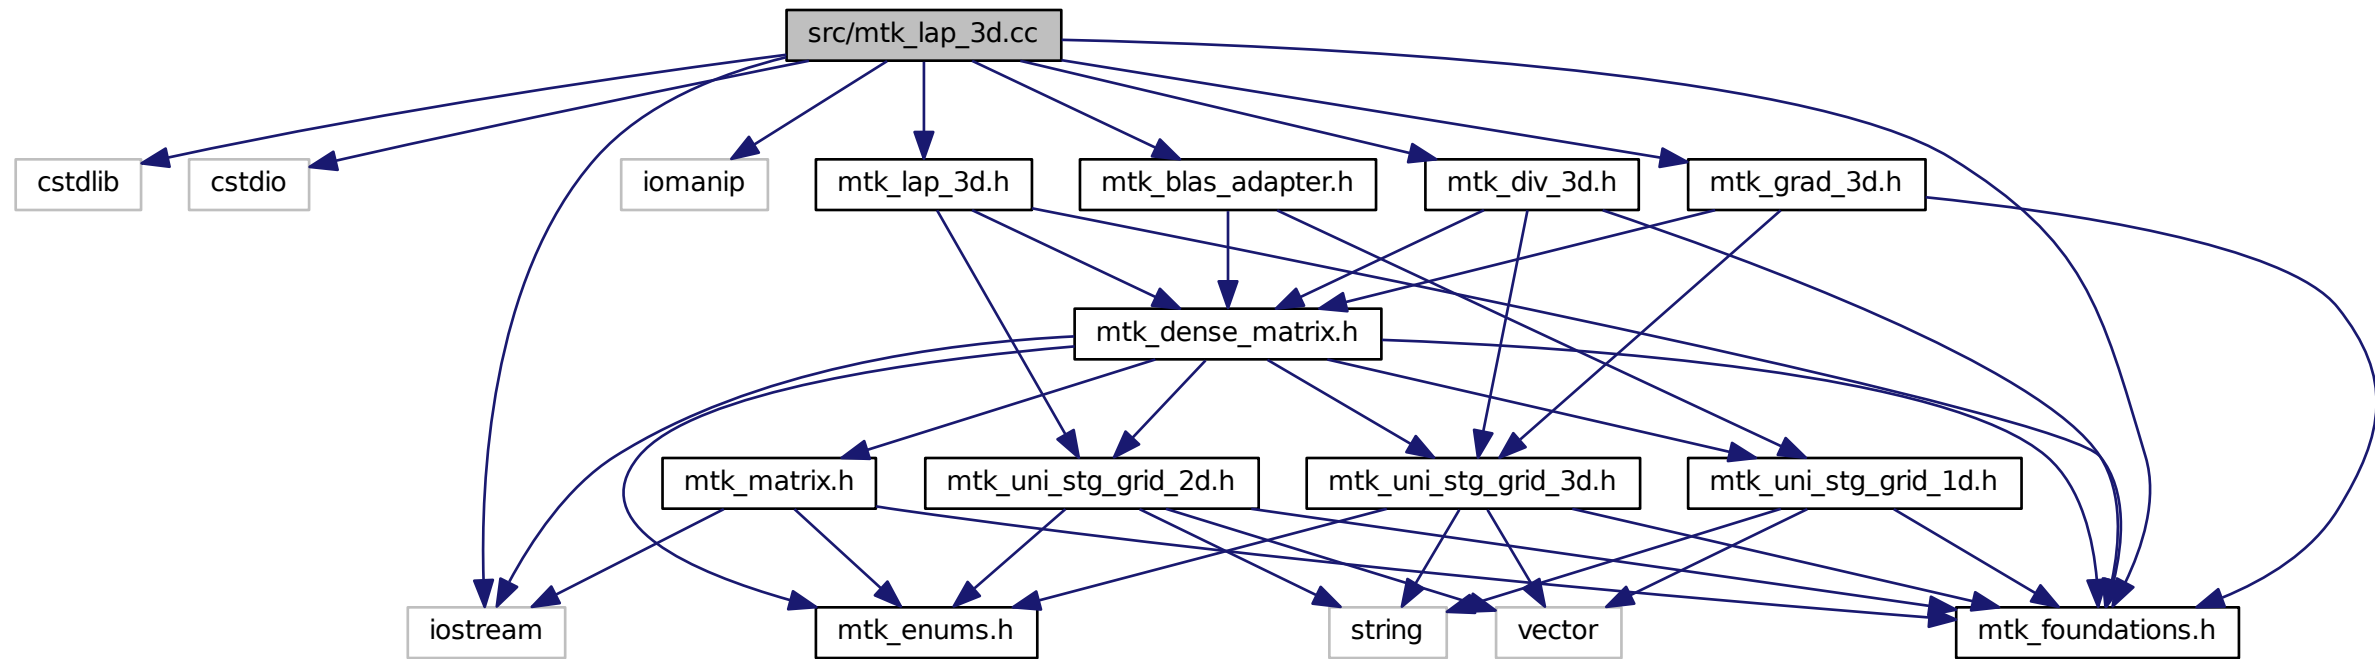 src/mtk_lap_3d.cc
cstdlib
cstdio
iomanip
mtk_lap_3d.h
mtk_blas_adapter.h
mtk_div_3d.h
mtk_grad_3d.h
mtk_dense_matrix.h
mtk_matrix.h
mtk_uni_stg_grid_2d.h
mtk_uni_stg_grid_3d.h
mtk_uni_stg_grid_1d.h
iostream
mtk_enums.h
string
vector
mtk_foundations.h